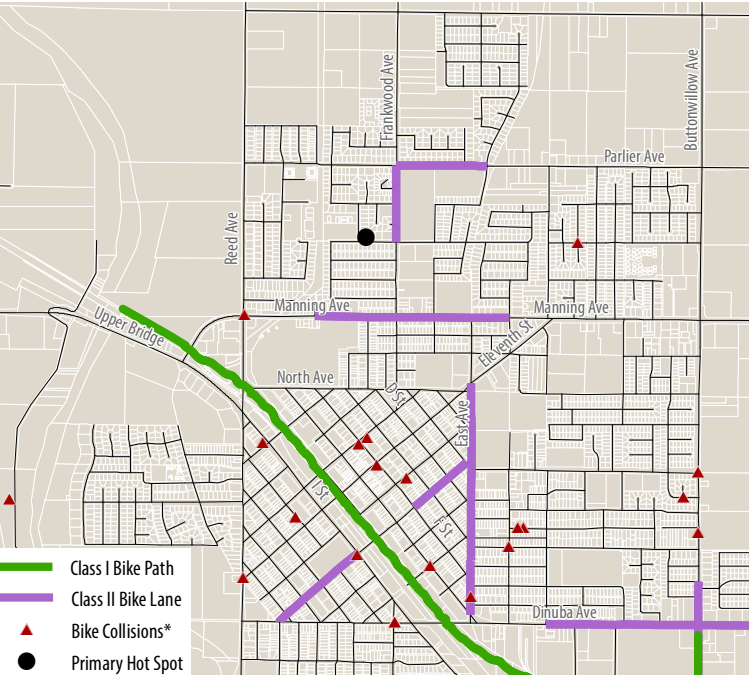 Frankwood Ave
Buttonwillow Ave
Parlier Ave
Reed Ave
Manning Ave
Manning Ave
Upper Bridge
Eleventh St
North Ave
D St
East Ave
St
F St
Dinuba Ave
Class I Bike Path
Class II Bike Lane
Bike Collisions*
Primary Hot Spot